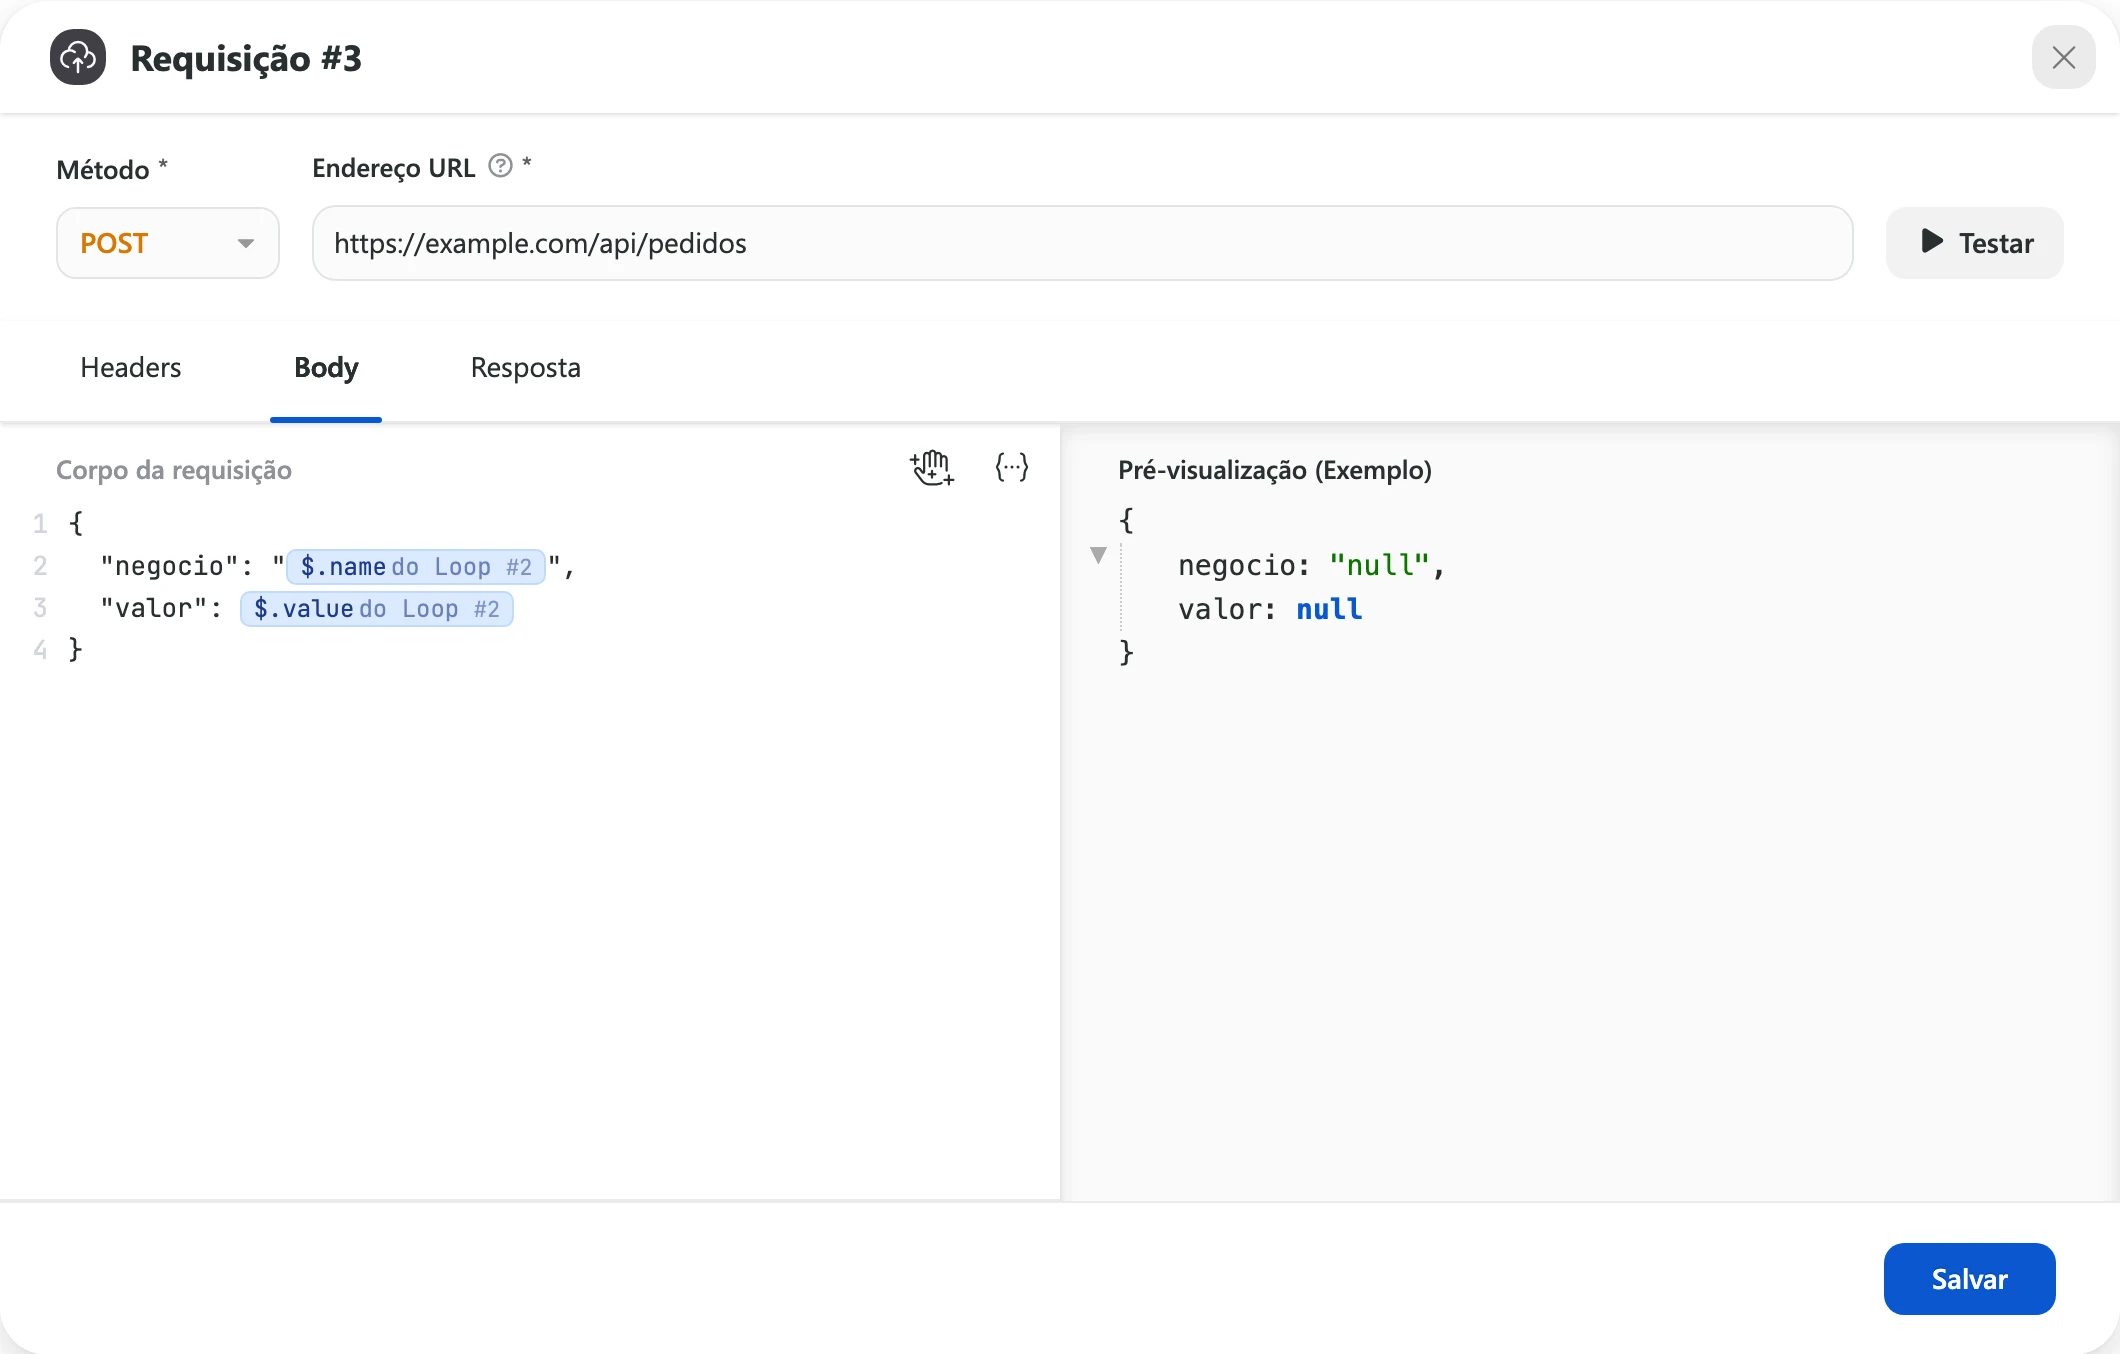 Requisição #3
Método *
Endereço URL ? *
POST
https://example.com/api/pedidos
Testar
Headers
Body
Resposta
Corpo da requisição
1 {
2 "negocio": "$.name do Loop #2",
3 "valor": $.value do Loop #2
4 }
Pré-visualização (Exemplo)
{
negocio: "null",
valor: null
}
Salvar